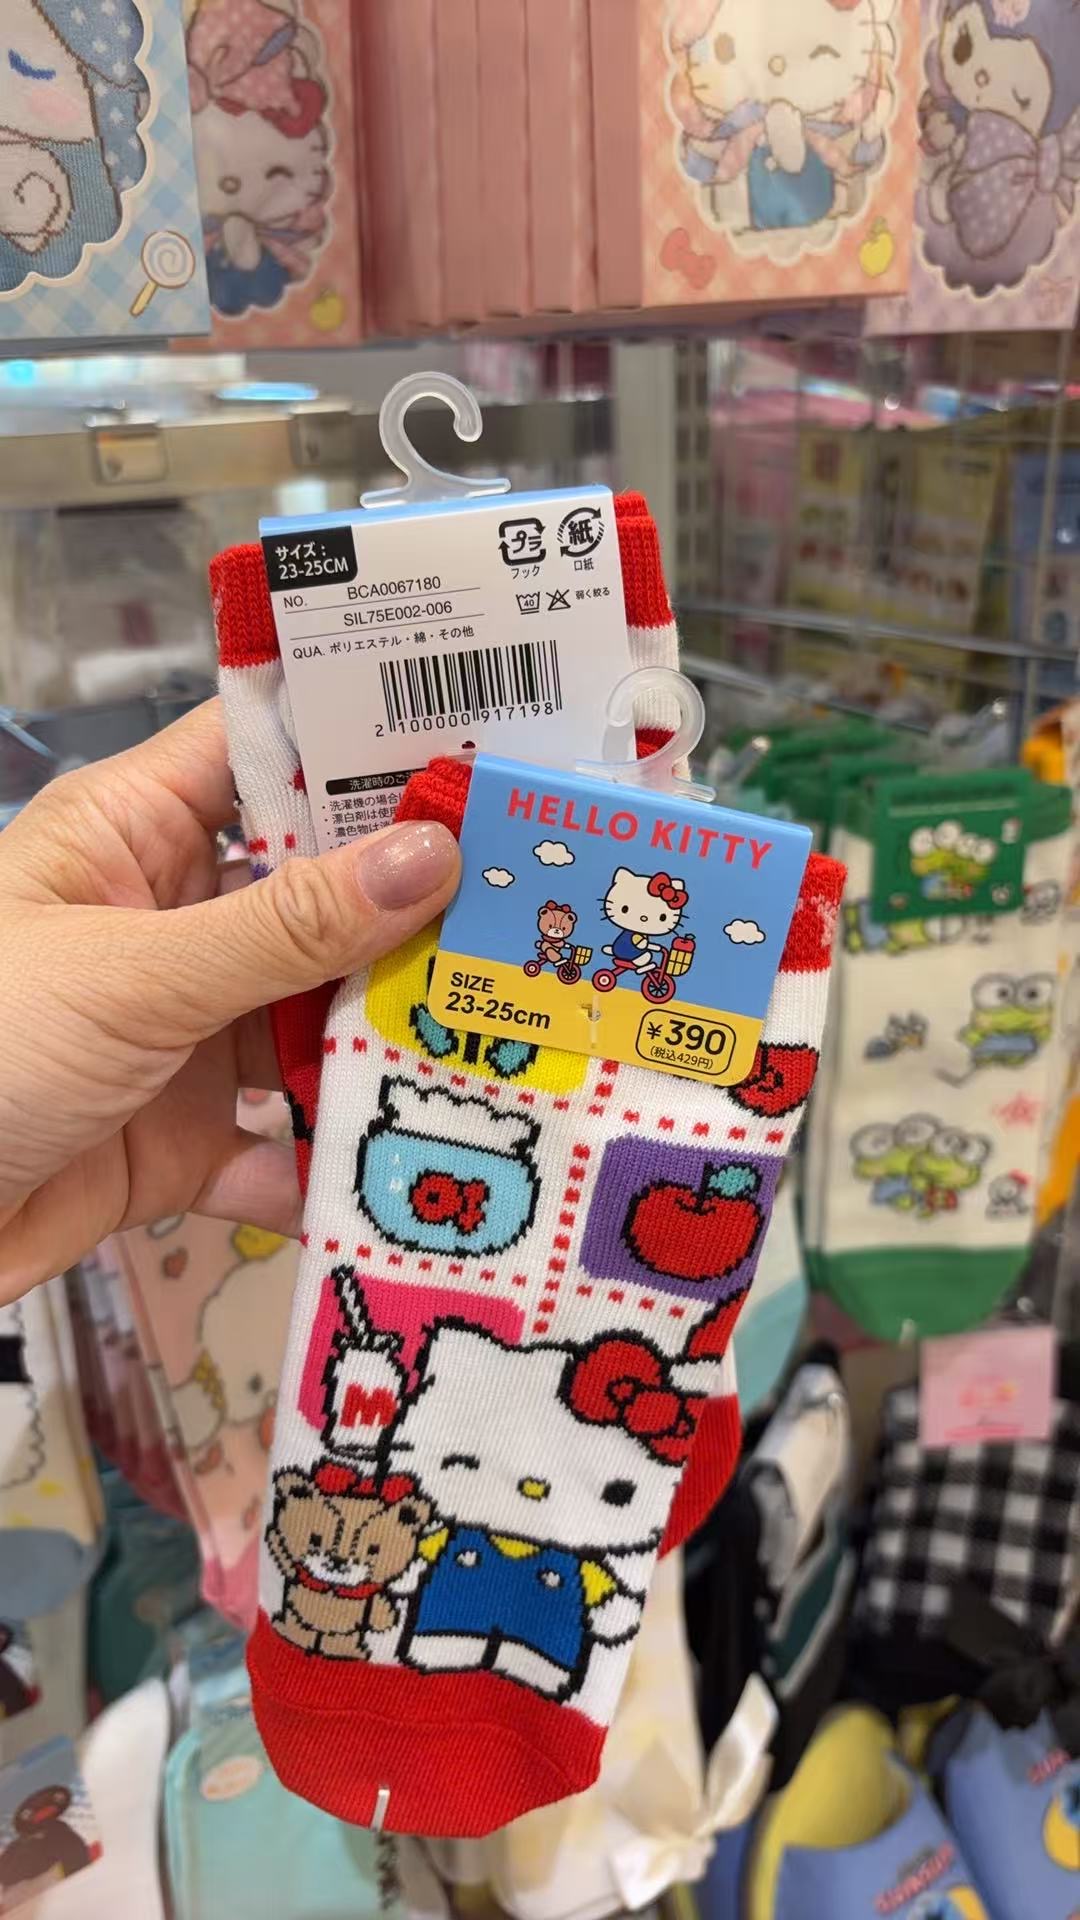 サイズ:
23-25CM
プラ
フック
紙
口紙
NO. BCA0067180
SIL75E002-006
40
弱く絞る
QUA. ポリエステル・綿・その他
2 100000 917198
洗濯時のご
・洗濯機の場合
・漂白剤は使用
・濃色物は
HELLO KITTY
SIZE
23-25cm
¥390
(税込429円)
M